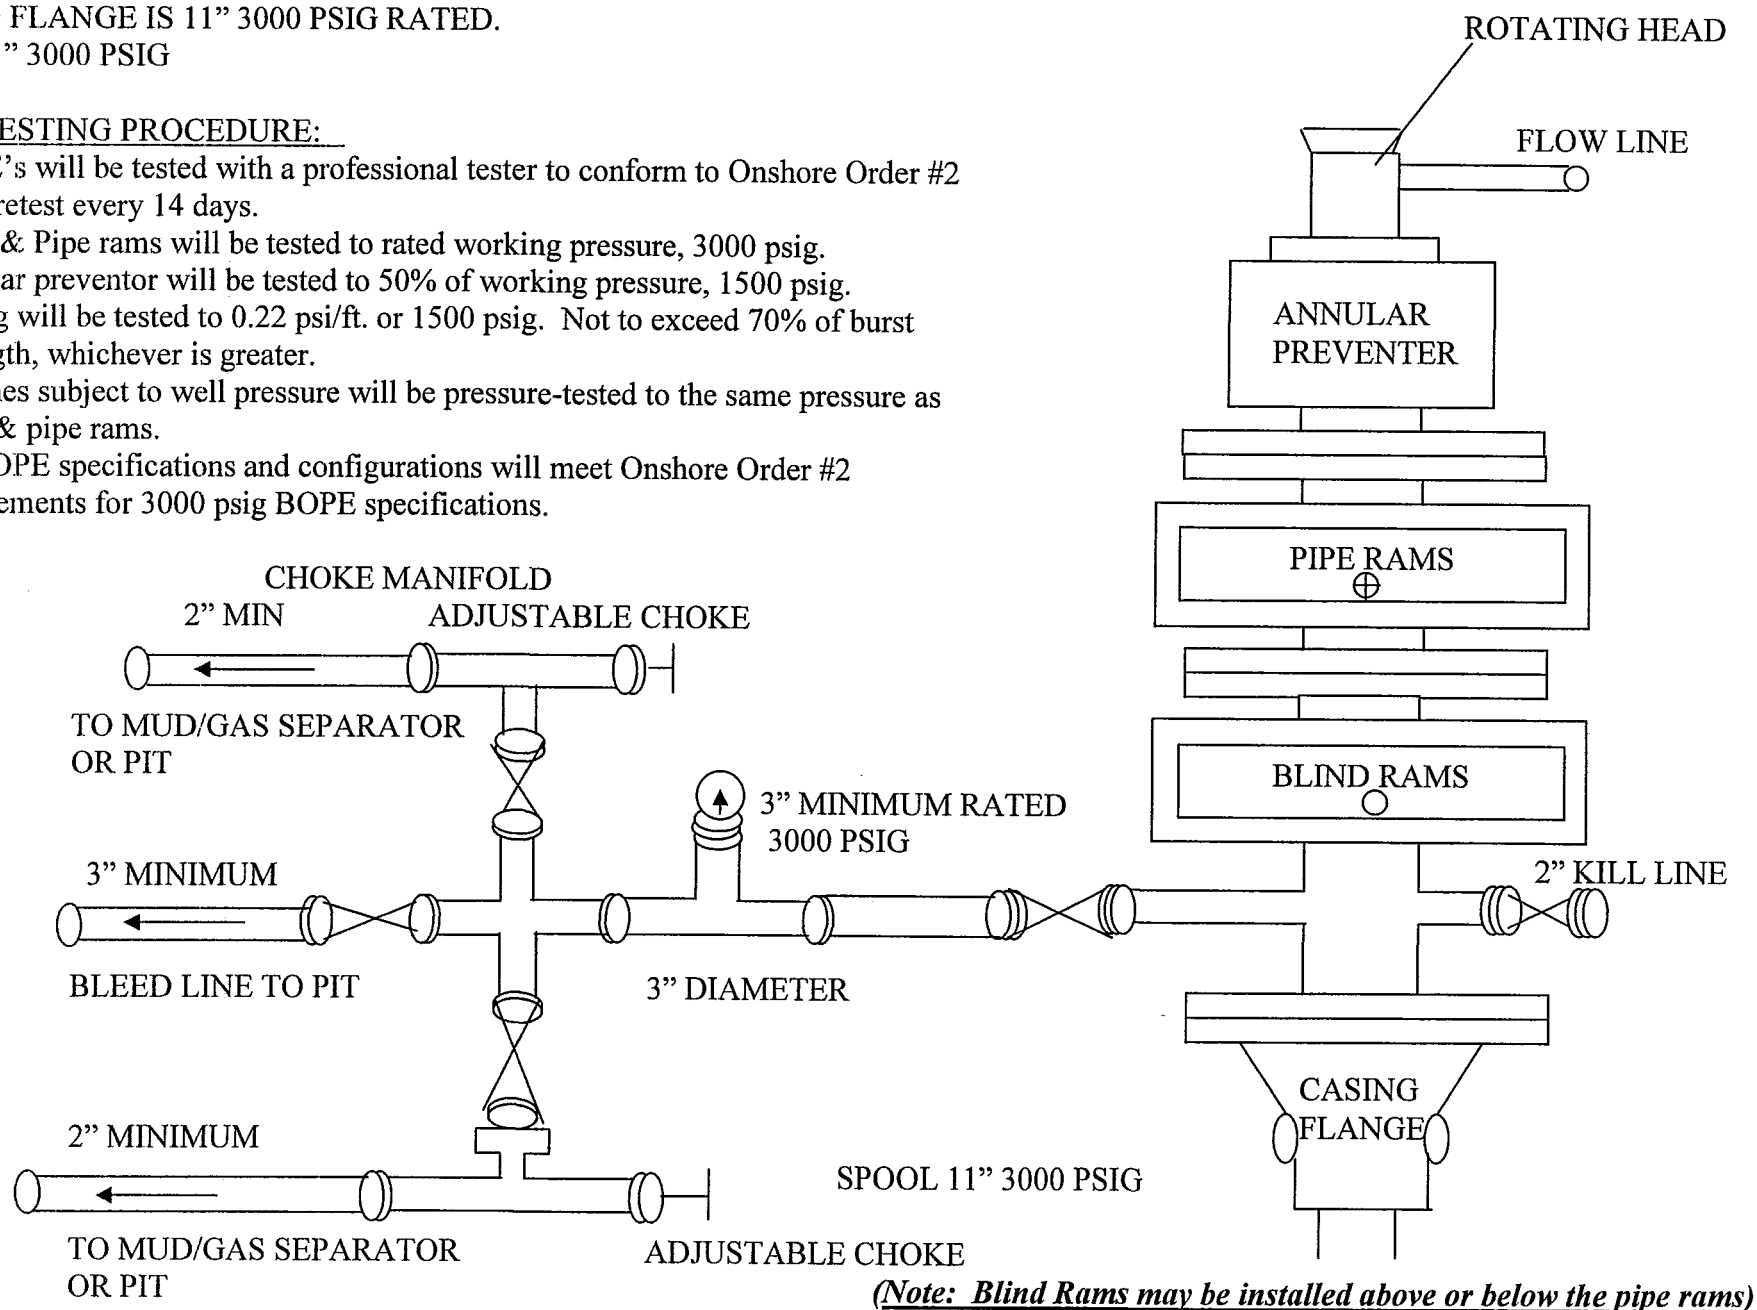 FLANGE IS 11” 3000 PSIG RATED.
” 3000 PSIG
ESTING PROCEDURE:
’s will be tested with a professional tester to conform to Onshore Order #2
retest every 14 days.
& Pipe rams will be tested to rated working pressure, 3000 psig.
ar preventor will be tested to 50% of working pressure, 1500 psig.
g will be tested to 0.22 psi/ft. or 1500 psig. Not to exceed 70% of burst
gth, whichever is greater.
nes subject to well pressure will be pressure-tested to the same pressure as
& pipe rams.
OPE specifications and configurations will meet Onshore Order #2
ements for 3000 psig BOPE specifications.
ROTATING HEAD
FLOW LINE
ANNULAR
PREVENTER
PIPE RAMS
BLIND RAMS
CHOKE MANIFOLD
2” MIN
ADJUSTABLE CHOKE
TO MUD/GAS SEPARATOR
OR PIT
3” MINIMUM RATED
3000 PSIG
3” MINIMUM
2” KILL LINE
BLEED LINE TO PIT
3” DIAMETER
CASING
FLANGE
2” MINIMUM
SPOOL 11” 3000 PSIG
TO MUD/GAS SEPARATOR
OR PIT
ADJUSTABLE CHOKE
(Note: Blind Rams may be installed above or below the pipe rams)